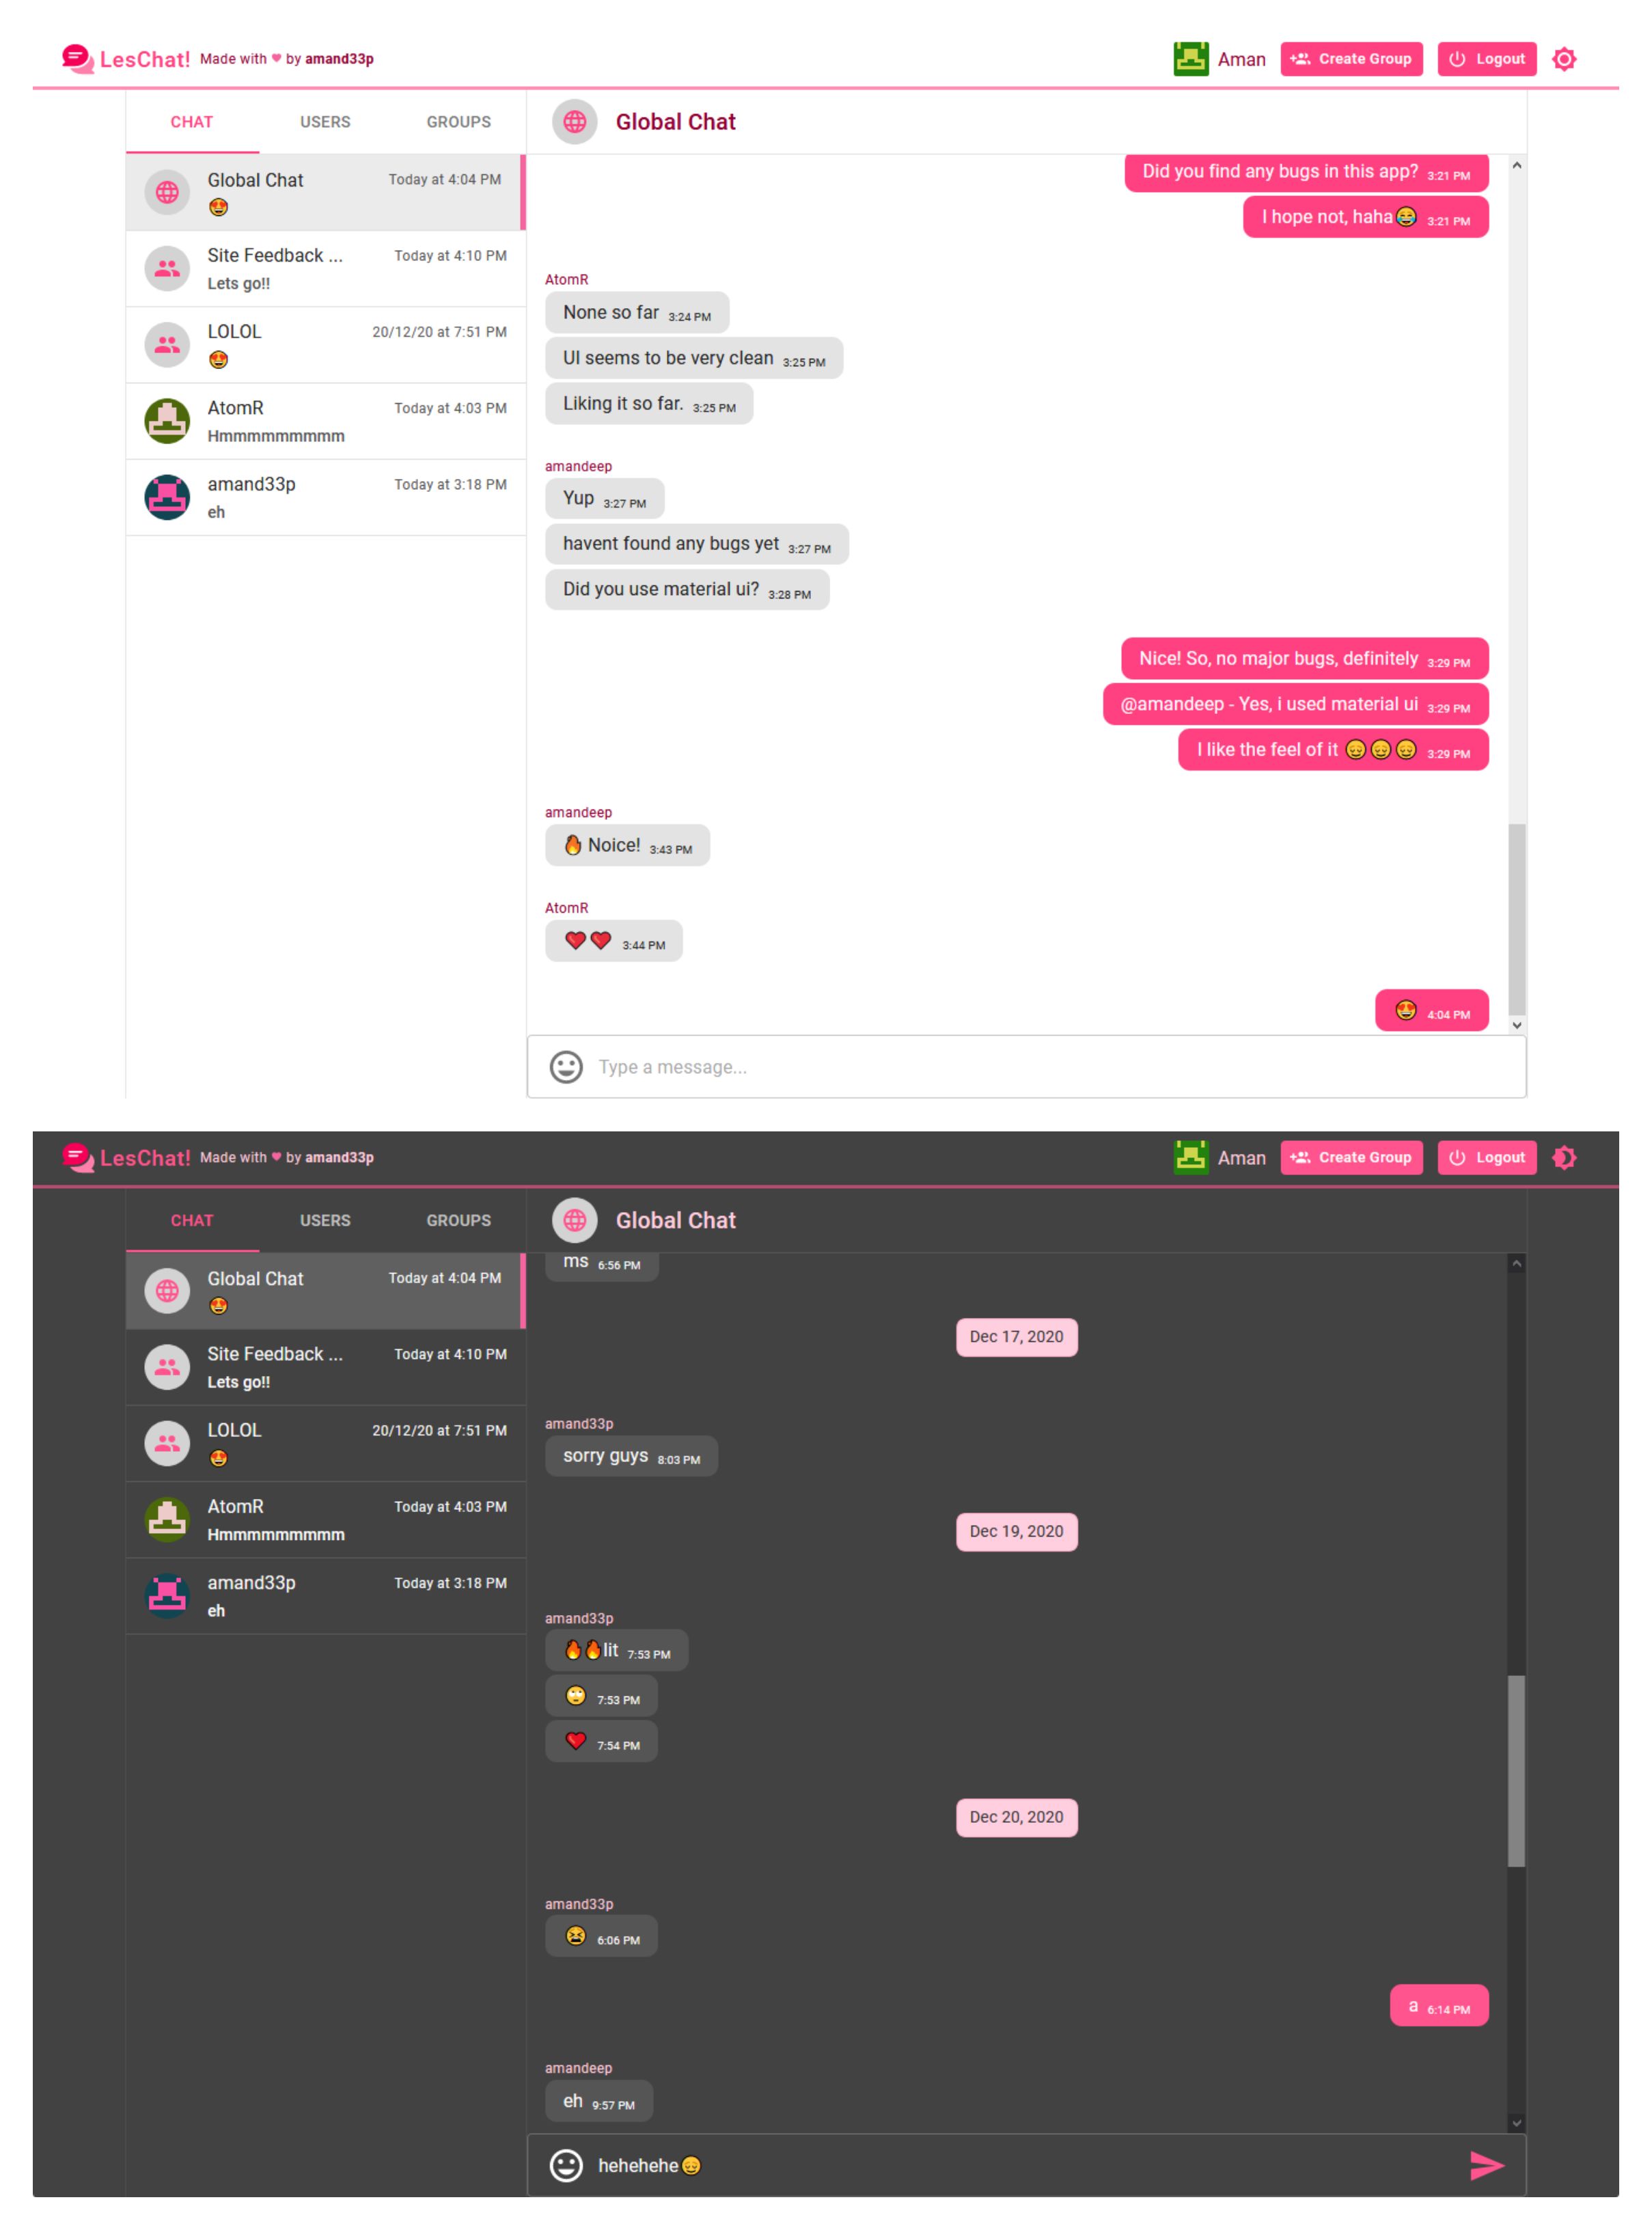 LesChat! Made with ♥ by amand33p
Aman
Create Group
Logout
CHAT USERS GROUPS
Global Chat Today at 4:04 PM
😍
Site Feedback ... Today at 4:10 PM
Lets go!!
LOLOL 20/12/20 at 7:51 PM
😍
AtomR Today at 4:03 PM
Hmmmmmmmmm
amand33p Today at 3:18 PM
eh
Global Chat
Did you find any bugs in this app? 3:21 PM
I hope not, haha😂 3:21 PM
AtomR
None so far 3:24 PM
UI seems to be very clean 3:25 PM
Liking it so far. 3:25 PM
amandeep
Yup 3:27 PM
havent found any bugs yet 3:27 PM
Did you use material ui? 3:28 PM
Nice! So, no major bugs, definitely 3:29 PM
@amandeep - Yes, i used material ui 3:29 PM
I like the feel of it 😌😌😌 3:29 PM
amandeep
🔥 Noice! 3:43 PM
AtomR
❤❤ 3:44 PM
😍 4:04 PM
Type a message...
LesChat! Made with ♥ by amand33p
Aman
Create Group
Logout
CHAT USERS GROUPS
Global Chat Today at 4:04 PM
😍
Site Feedback ... Today at 4:10 PM
Lets go!!
LOLOL 20/12/20 at 7:51 PM
😍
AtomR Today at 4:03 PM
Hmmmmmmmmm
amand33p Today at 3:18 PM
eh
Global Chat
ms 6:56 PM
Dec 17, 2020
amand33p
sorry guys 8:03 PM
Dec 19, 2020
amand33p
🔥🔥lit 7:53 PM
🙄 7:53 PM
❤ 7:54 PM
Dec 20, 2020
amand33p
😫 6:06 PM
a 6:14 PM
amandeep
eh 9:57 PM
hehehehe😌